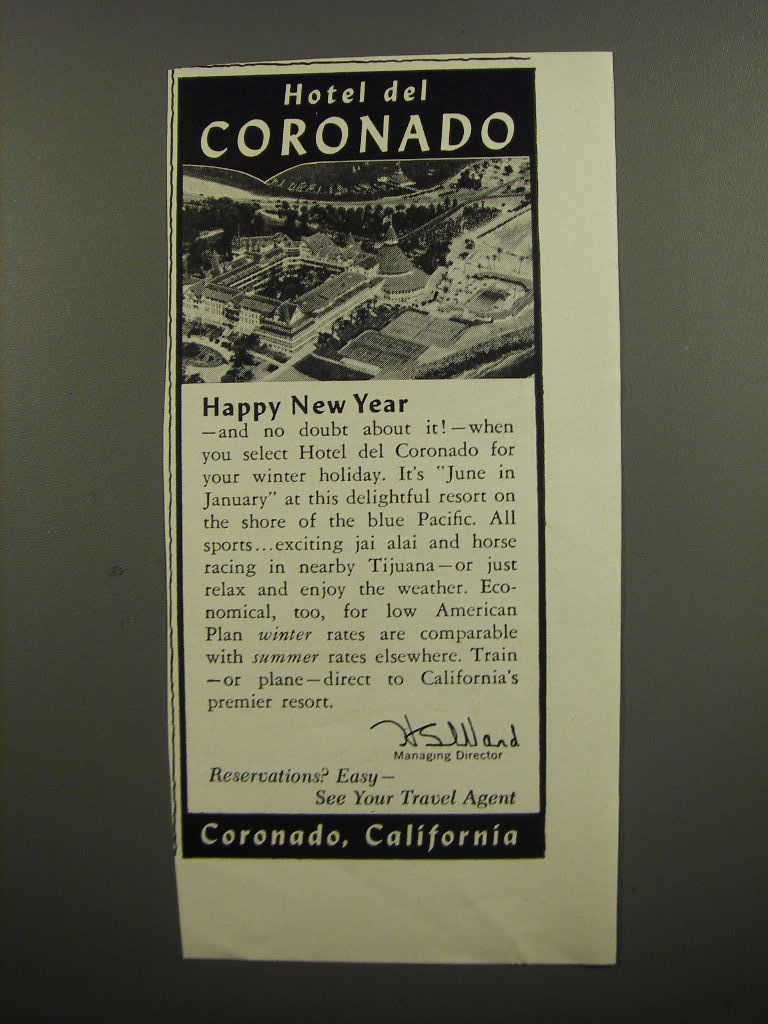 Hotel del
CORONADO
Happy New Year
—and no doubt about it!—when
you select Hotel del Coronado for
your winter holiday. It's "June in
January" at this delightful resort on
the shore of the blue Pacific. All
sports...exciting jai alai and horse
racing in nearby Tijuana—or just
relax and enjoy the weather. Eco-
nomical, too, for low American
Plan winter rates are comparable
with summer rates elsewhere. Train
—or plane—direct to California's
premier resort.
HSWard
Managing Director
Reservations? Easy—
See Your Travel Agent
Coronado, California